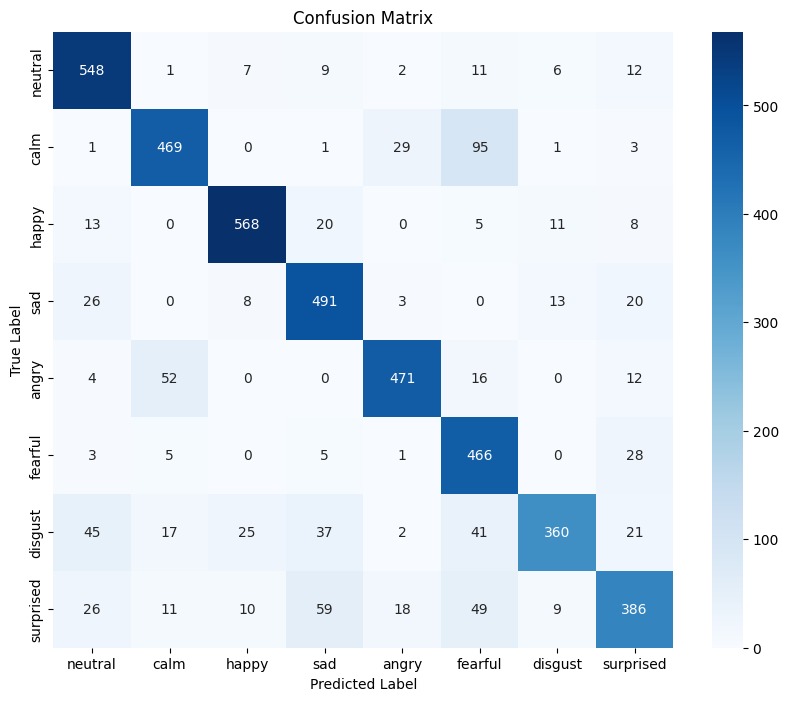 Confusion Matrix
neutral 548 1 7 9 2 11 6 12
calm 1 469 0 1 29 95 1 3
happy 13 0 568 20 0 5 11 8
sad 26 0 8 491 3 0 13 20
angry 4 52 0 0 471 16 0 12
fearful 3 5 0 5 1 466 0 28
disgust 45 17 25 37 2 41 360 21
surprised 26 11 10 59 18 49 9 386
neutral calm happy sad angry fearful disgust surprised
Predicted Label
True Label
500
400
300
200
100
0